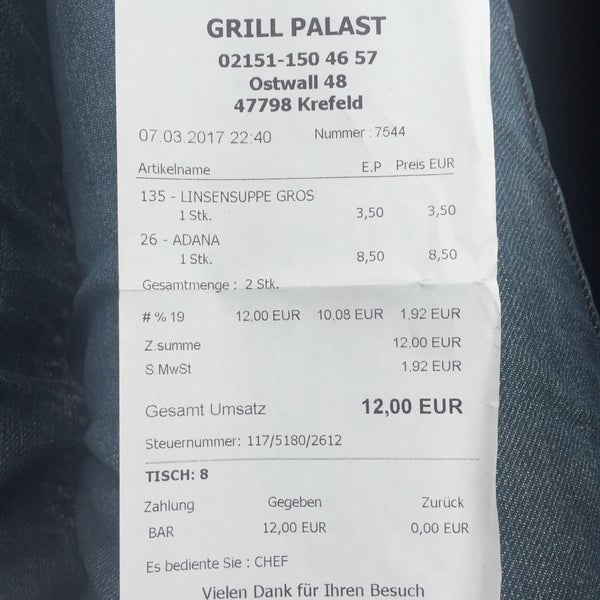 GRILL PALAST
02151-150 46 57
Ostwall 48
47798 Krefeld
07.03.2017 22:40 Nummer : 7544
Artikelname E.P Preis EUR
135 - LINSENSUPPE GROS
1 Stk. 3,50 3,50
26 - ADANA
1 Stk. 8,50 8,50
Gesamtmenge : 2 Stk.
# % 19 12,00 EUR 10,08 EUR 1,92 EUR
Z.summe 12,00 EUR
S.MwSt 1,92 EUR
Gesamt Umsatz 12,00 EUR
Steuernummer: 117/5180/2612
TISCH: 8
Zahlung Gegeben Zurück
BAR 12,00 EUR 0,00 EUR
Es bediente Sie : CHEF
Vielen Dank für Ihren Besuch